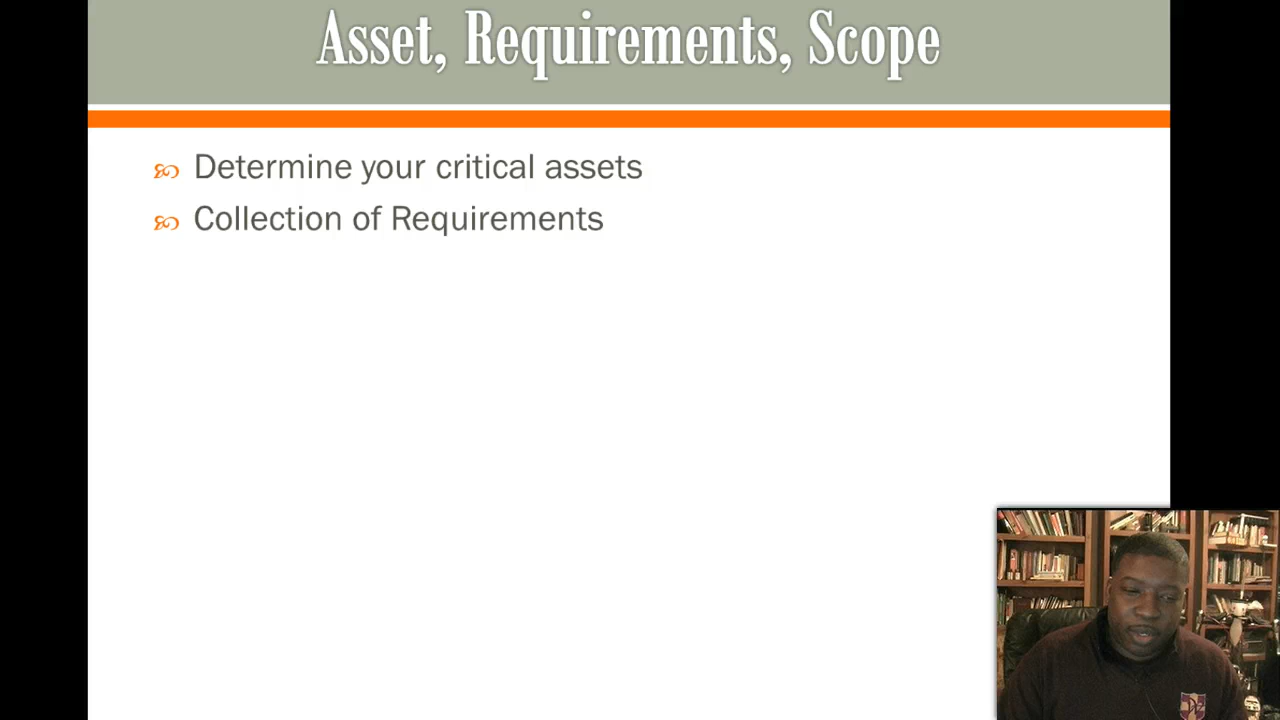 Asset, Requirements, Scope
Determine your critical assets
Collection of Requirements